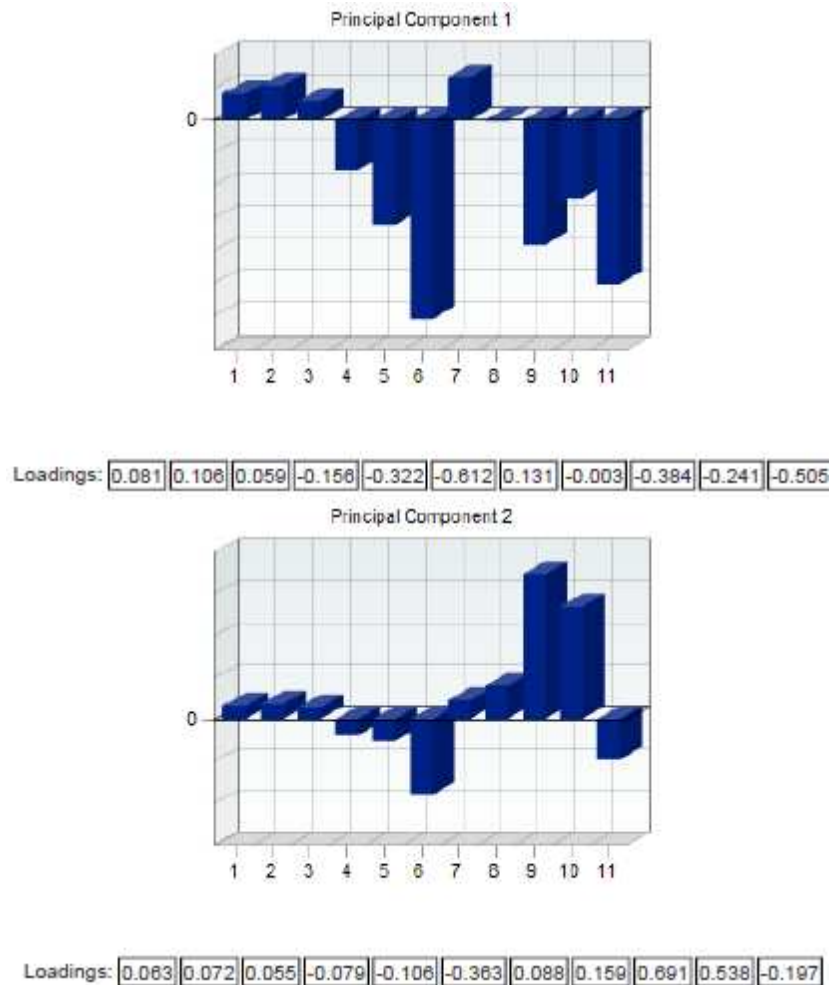 Principal Component 1
0
1 2 3 4 5 6 7 8 9 10 11
Loadings: 0.081 0.106 0.059 -0.156 -0.322 -0.612 0.131 -0.003 -0.384 -0.241 -0.505
Principal Component 2
0
1 2 3 4 5 6 7 8 9 10 11
Loadings: 0.063 0.072 0.055 -0.079 -0.106 -0.363 0.088 0.159 0.691 0.538 -0.197